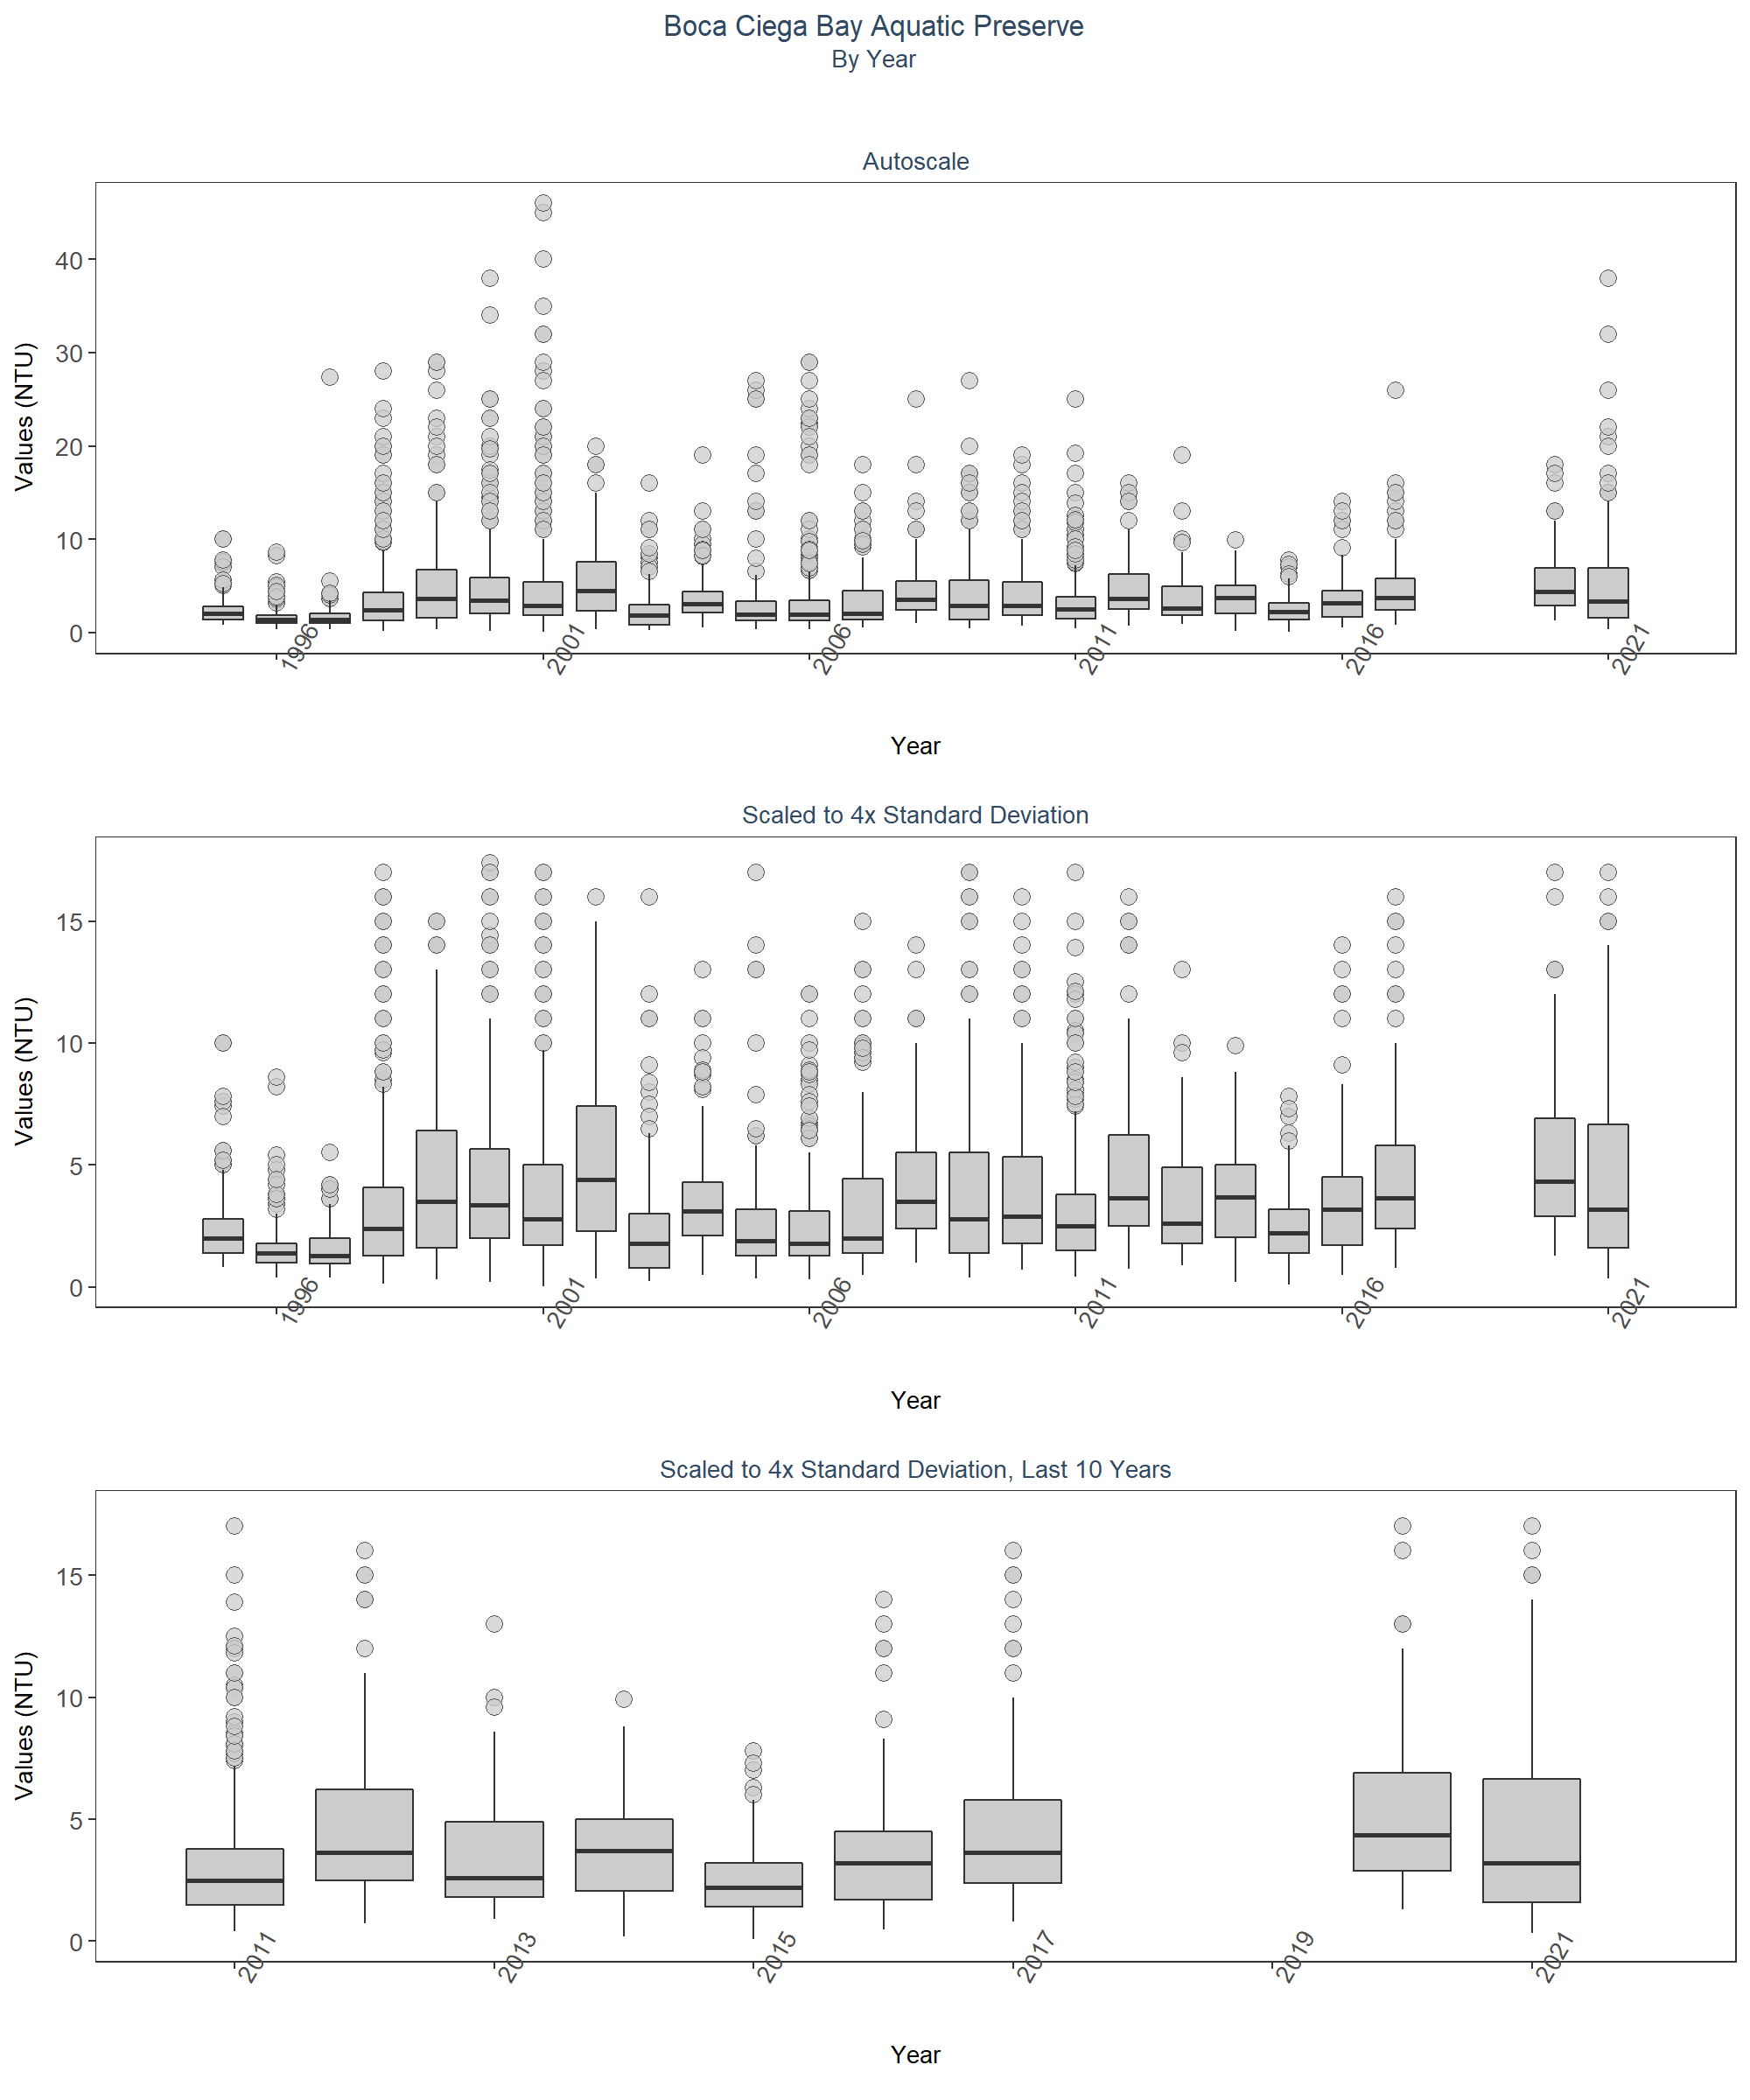 Boca Ciega Bay Aquatic Preserve
By Year
Autoscale
Values (NTU)
40
30
20
10
0
1996 2001 2006 2011 2016 2021
Year
Scaled to 4x Standard Deviation
Values (NTU)
15
10
5
0
1996 2001 2006 2011 2016 2021
Year
Scaled to 4x Standard Deviation, Last 10 Years
Values (NTU)
15
10
5
0
2011 2013 2015 2017 2019 2021
Year